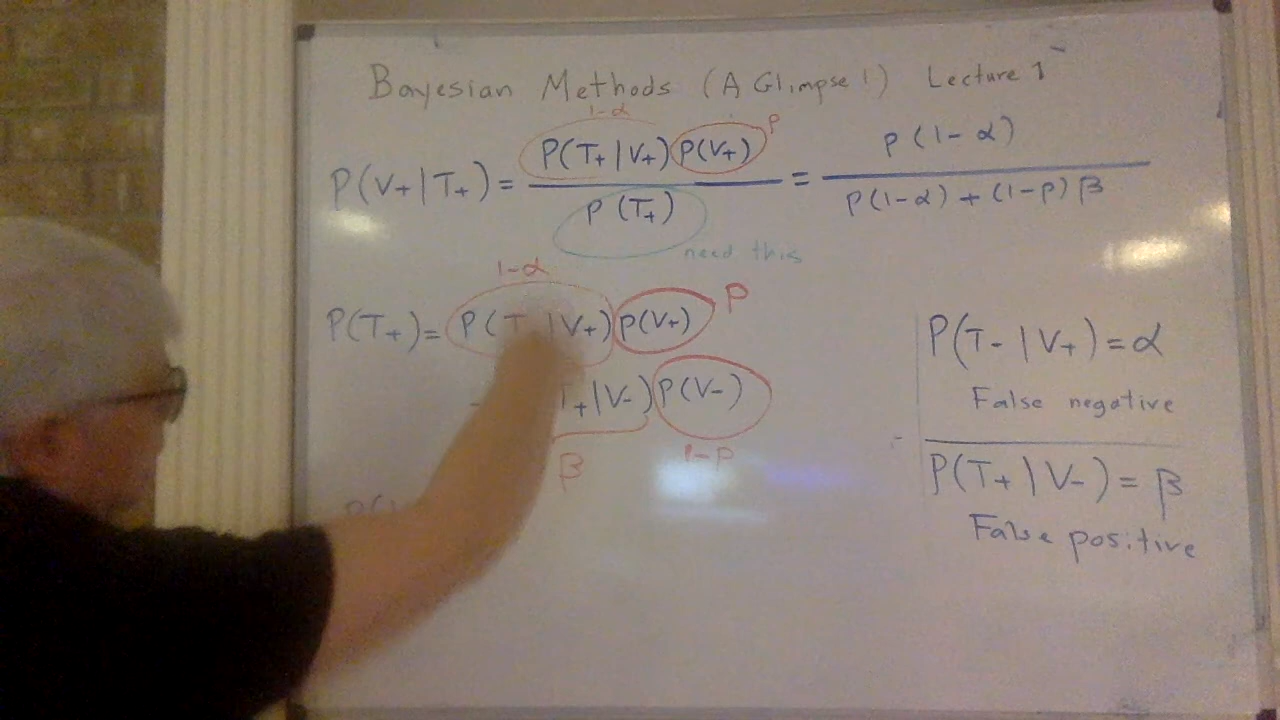 Bayesian Methods (A Glimpse!) Lecture 1
1-α
P
P(V+|T+) = P(T+|V+) P(V+) / P(T+) = P(1-α) / P(1-α) + (1-P)β
need this
1-α
P
P(T+) = P(T |V+) P(V+)
T+|V-) P(V-)
β
1-P
P(T-|V+) = α
False negative
P(T+|V-) = β
False positive